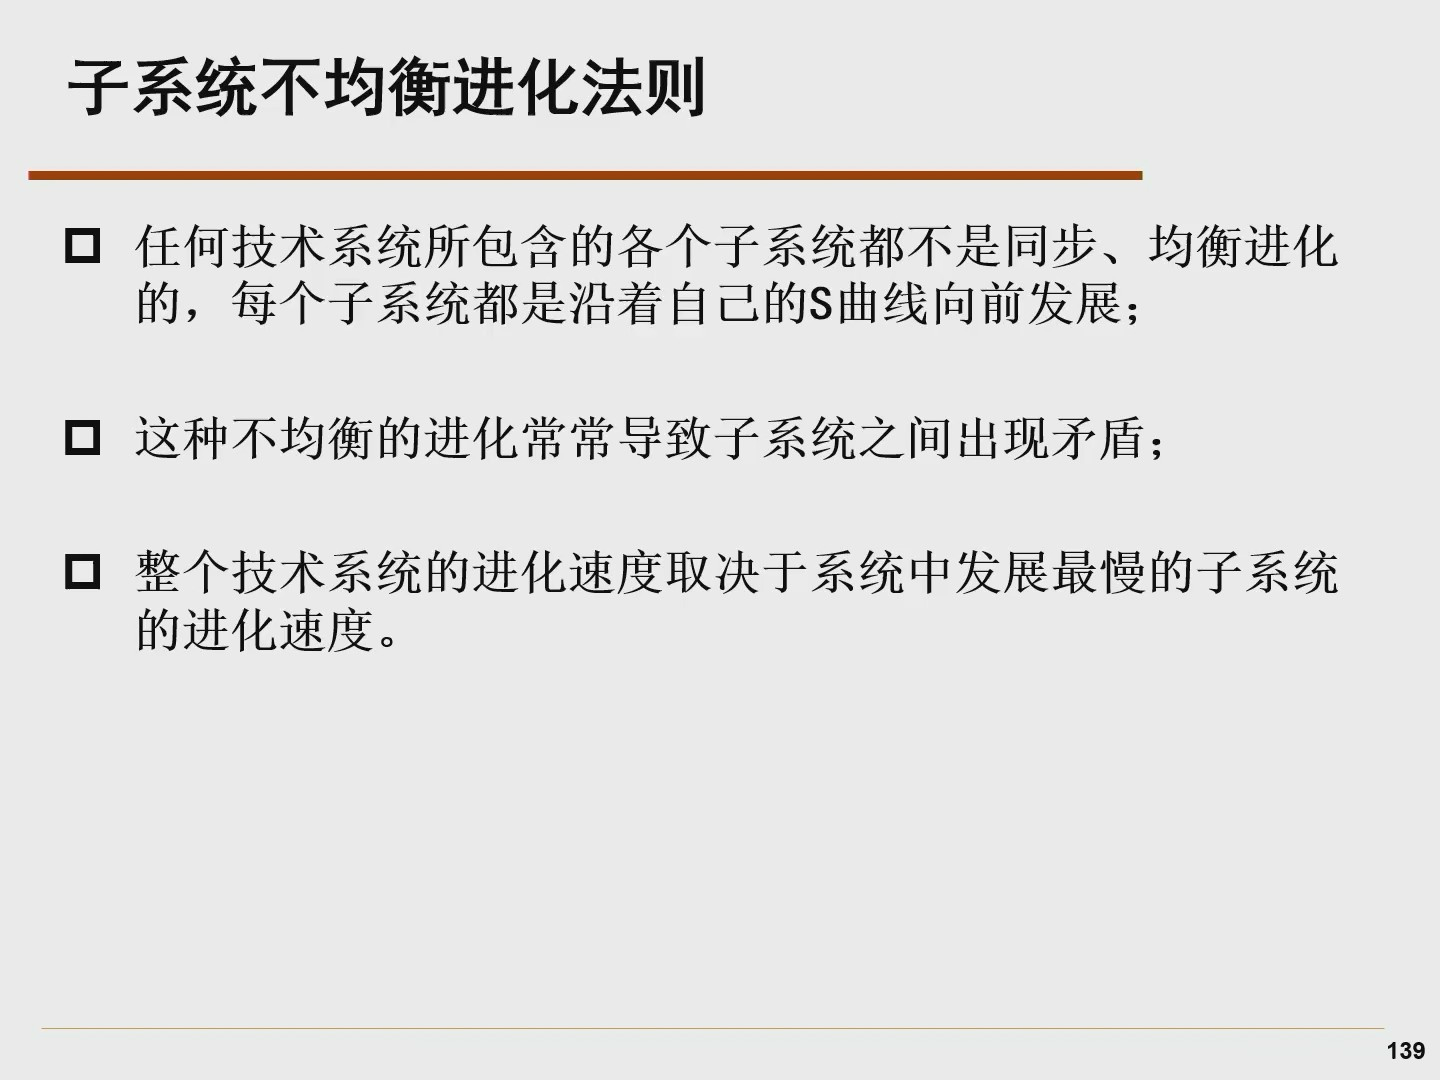 子系统不均衡进化法则
任何技术系统所包含的各个子系统都不是同步、均衡进化
的，每个子系统都是沿着自己的S曲线向前发展；
这种不均衡的进化常常导致子系统之间出现矛盾；
整个技术系统的进化速度取决于系统中发展最慢的子系统
的进化速度。
139